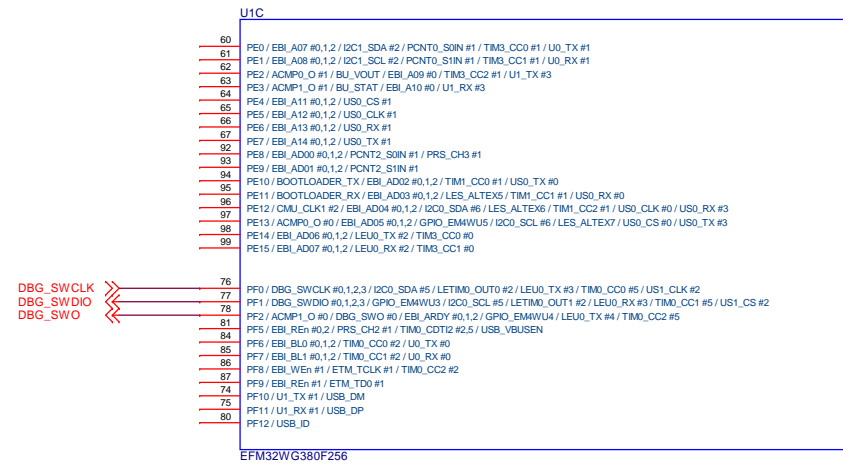 U1C
60 PE0 / EBI_A07 #0,1,2 / I2C1_SDA #2 / PCNT0_S0IN #1 / TIM3_CC0 #1 / U0_TX #1
61 PE1 / EBI_A08 #0,1,2 / I2C1_SCL #2 / PCNT0_S1IN #1 / TIM3_CC1 #1 / U0_RX #1
62 PE2 / ACMP0_O #1 / BU_VOUT / EBI_A09 #0 / TIM3_CC2 #1 / U1_TX #3
63 PE3 / ACMP1_O #1 / BU_STAT / EBI_A10 #0 / U1_RX #3
64 PE4 / EBI_A11 #0,1,2 / US0_CS #1
65 PE5 / EBI_A12 #0,1,2 / US0_CLK #1
66 PE6 / EBI_A13 #0,1,2 / US0_RX #1
67 PE7 / EBI_A14 #0,1,2 / US0_TX #1
92 PE8 / EBI_AD00 #0,1,2 / PCNT2_S0IN #1 / PRS_CH3 #1
93 PE9 / EBI_AD01 #0,1,2 / PCNT2_S1IN #1
94 PE10 / BOOTLOADER_TX / EBI_AD02 #0,1,2 / TIM1_CC0 #1 / US0_TX #0
95 PE11 / BOOTLOADER_RX / EBI_AD03 #0,1,2 / LES_ALTEX5 / TIM1_CC1 #1 / US0_RX #0
96 PE12 / CMU_CLK1 #2 / EBI_AD04 #0,1,2 / I2C0_SDA #6 / LES_ALTEX6 / TIM1_CC2 #1 / US0_CLK #0 / US0_RX #3
97 PE13 / ACMP0_O #0 / EBI_AD05 #0,1,2 / GPIO_EM4WU5 / I2C0_SCL #6 / LES_ALTEX7 / US0_CS #0 / US0_TX #3
98 PE14 / EBI_AD06 #0,1,2 / LEU0_TX #2 / TIM3_CC0 #0
99 PE15 / EBI_AD07 #0,1,2 / LEU0_RX #2 / TIM3_CC1 #0
DBG_SWCLK 76 PF0 / DBG_SWCLK #0,1,2,3 / I2C0_SDA #5 / LETIM0_OUT0 #2 / LEU0_TX #3 / TIM0_CC0 #5 / US1_CLK #2
DBG_SWDIO 77 PF1 / DBG_SWDIO #0,1,2,3 / GPIO_EM4WU3 / I2C0_SCL #5 / LETIM0_OUT1 #2 / LEU0_RX #3 / TIM0_CC1 #5 / US1_CS #2
DBG_SWO 78 PF2 / ACMP1_O #0 / DBG_SWO #0 / EBI_ARDY #0,1,2 / GPIO_EM4WU4 / LEU0_TX #4 / TIM0_CC2 #5
81 PF5 / EBI_REn #0,2 / PRS_CH2 #1 / TIM0_CDTI2 #2,5 / USB_VBUSEN
84 PF6 / EBI_BL0 #0,1,2 / TIM0_CC0 #2 / U0_TX #0
85 PF7 / EBI_BL1 #0,1,2 / TIM0_CC1 #2 / U0_RX #0
86 PF8 / EBI_WEn #1 / ETM_TCLK #1 / TIM0_CC2 #2
87 PF9 / EBI_REn #1 / ETM_TD0 #1
74 PF10 / U1_TX #1 / USB_DM
75 PF11 / U1_RX #1 / USB_DP
80 PF12 / USB_ID
EFM32WG380F256